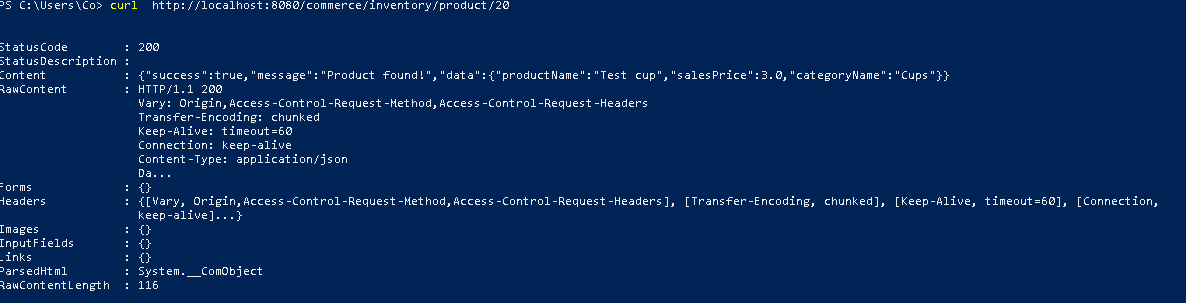 PS C:\Users\Co> curl  http://localhost:8080/commerce/inventory/product/20
StatusCode        : 200
StatusDescription :
Content           : {"success":true,"message":"Product found!","data":{"productName":"Test cup","salesPrice":3.0,"categoryName":"Cups"}}
RawContent        : HTTP/1.1 200
                    Vary: Origin,Access-Control-Request-Method,Access-Control-Request-Headers
                    Transfer-Encoding: chunked
                    Keep-Alive: timeout=60
                    Connection: keep-alive
                    Content-Type: application/json
                    Da...
Forms             : {}
Headers           : {[Vary, Origin,Access-Control-Request-Method,Access-Control-Request-Headers], [Transfer-Encoding, chunked], [Keep-Alive, timeout=60], [Connection,
                    keep-alive]...}
Images            : {}
InputFields       : {}
Links             : {}
ParsedHtml        : System.__ComObject
RawContentLength  : 116